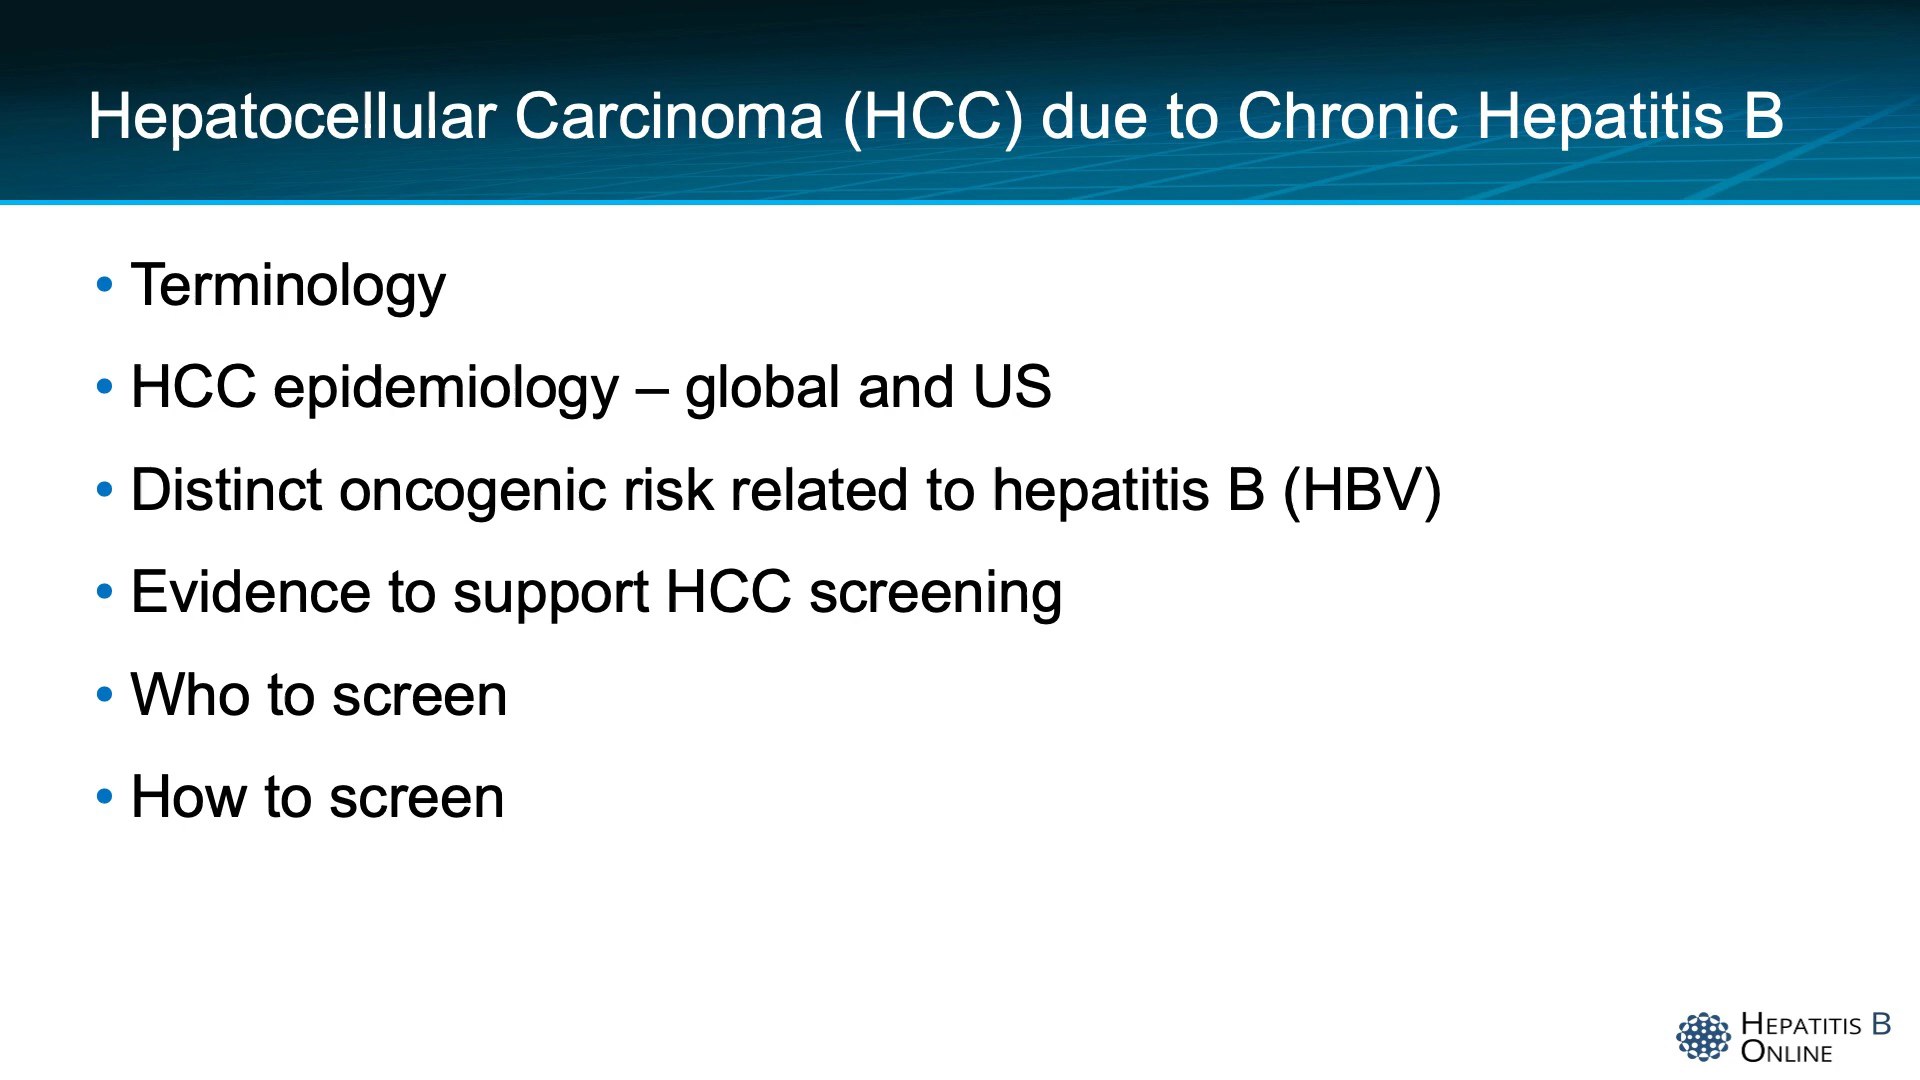 Hepatocellular Carcinoma (HCC) due to Chronic Hepatitis B
• Terminology
• HCC epidemiology – global and US
• Distinct oncogenic risk related to hepatitis B (HBV)
• Evidence to support HCC screening
• Who to screen
• How to screen
HEPATITIS B
ONLINE